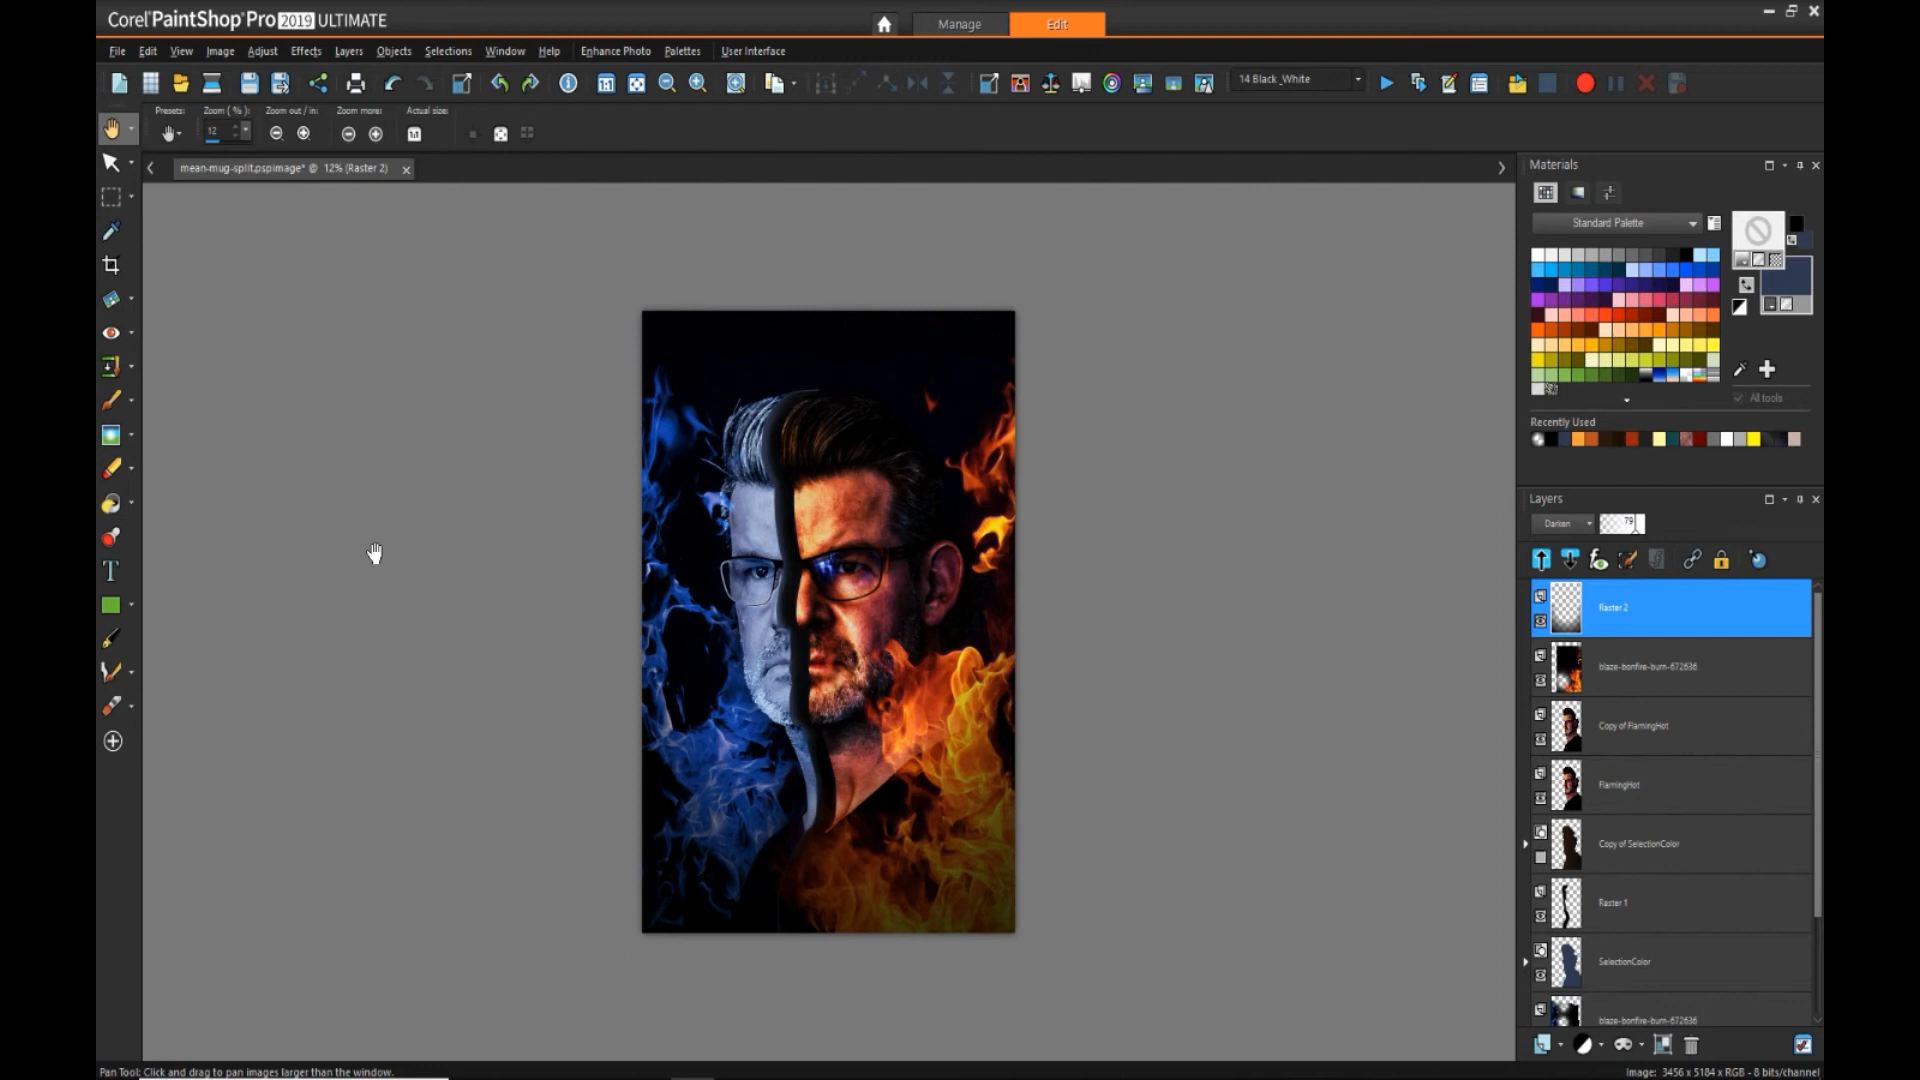 Corel PaintShop Pro 2019 ULTIMATE
Manage
Edit
File Edit View Image Adjust Effects Layers Objects Selections Window Help Enhance Photo Palettes User Interface
14 Black_White
Presets: Zoom ( % ): Zoom out / in: Zoom more: Actual size:
12
mean-mug-split.pspimage* @ 12% (Raster 2)
Materials
Standard Palette
All tools
Recently Used
Layers
Darken
79
Raster 2
blaze-bonfire-burn-672636
Copy of FlamingHot
FlamingHot
Copy of SelectionColor
Raster 1
SelectionColor
blaze-bonfire-burn-672636
Pan Tool: Click and drag to pan images larger than the window.
Image: 3456 x 5184 x RGB - 8 bits/channel